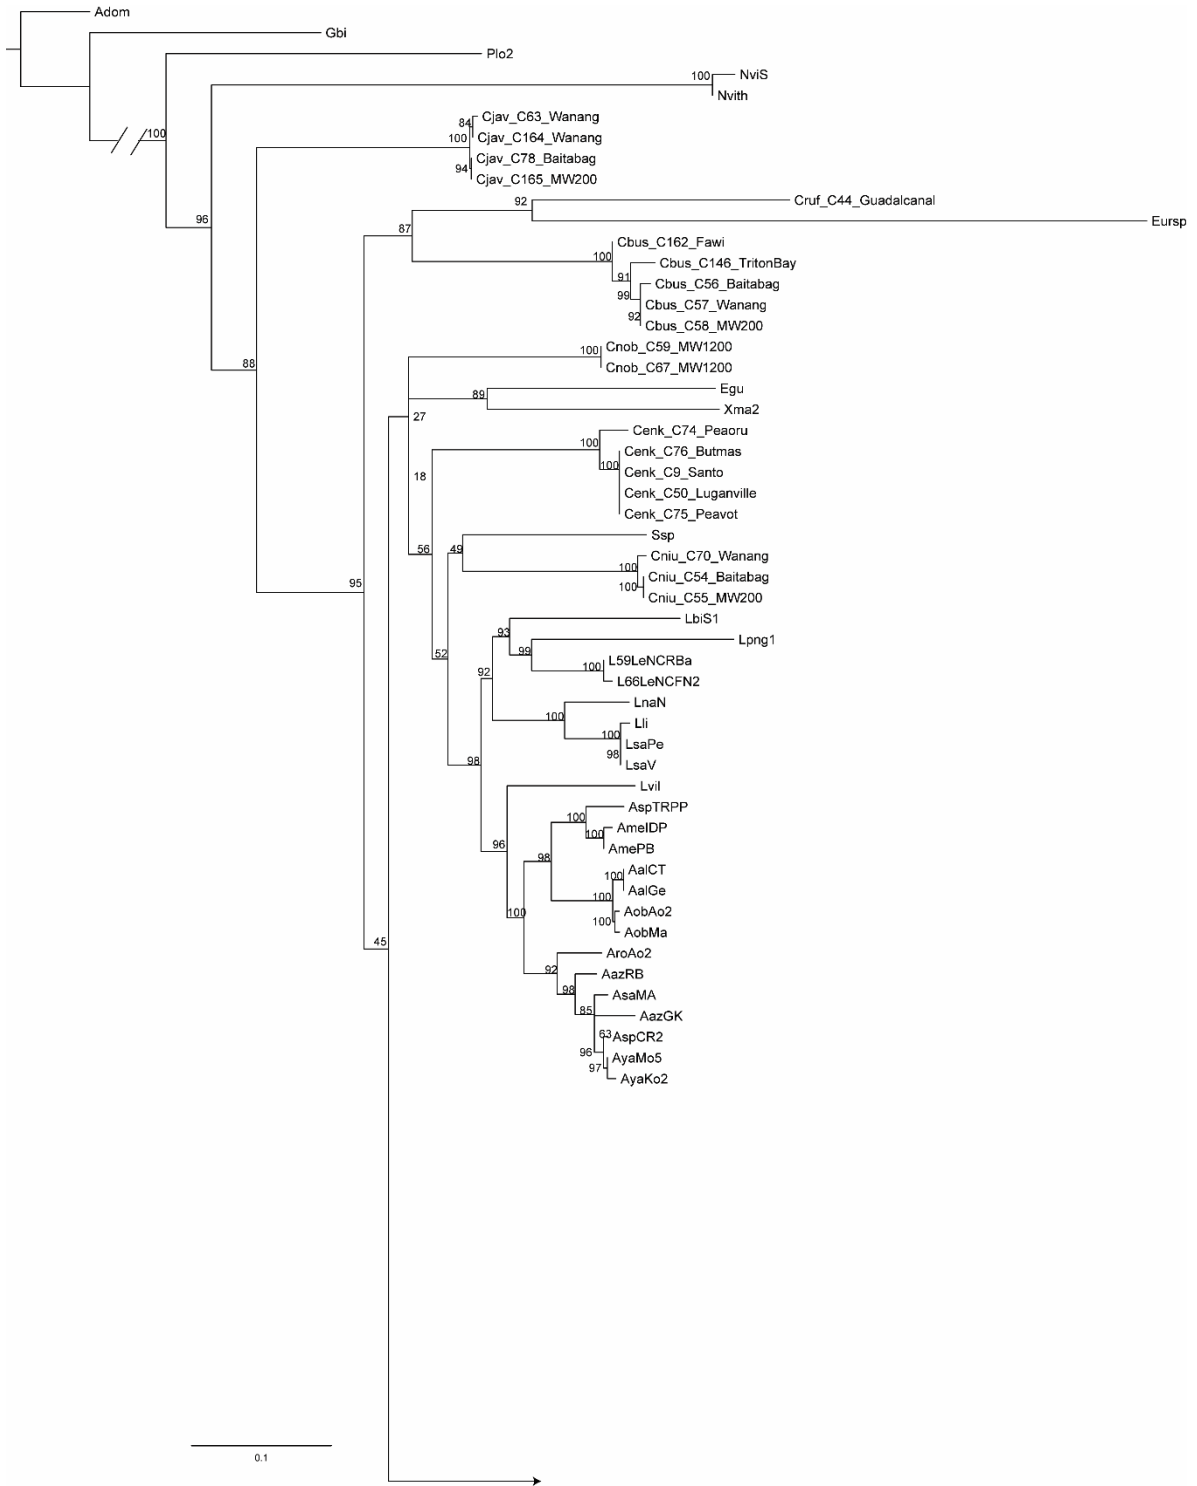 Adom
Gbi
Plo2
100 NviS
Nvith
Cjav_C63_Wanang
84
100 Cjav_C164_Wanang
100
Cjav_C78_Baitabag
94
Cjav_C165_MW200
92 Cruf_C44_Guadalcanal
96 Eursp
87
Cbus_C162_Fawi
100 Cbus_C146_TritonBay
91
Cbus_C56_Baitabag
99
Cbus_C57_Wanang
92
Cbus_C58_MW200
100 Cnob_C59_MW1200
88 Cnob_C67_MW1200
Egu
89
Xma2
27
Cenk_C74_Peaoru
100
Cenk_C76_Butmas
100
Cenk_C9_Santo
18
Cenk_C50_Luganville
Cenk_C75_Peavot
Ssp
56 49
Cniu_C70_Wanang
100
Cniu_C54_Baitabag
95 100
Cniu_C55_MW200
LbiS1
93
Lpng1
52 99
L59LeNCRBa
92 100
L66LeNCFN2
LnaN
100
Lli
100
LsaPe
98
98 LsaV
Lvil
AspTRPP
100
AmeIDP
100
96 AmePB
98
AalCT
100
AalGe
100
100 AobAo2
100
AobMa
45 AroAo2
92
AazRB
98
AsaMA
85
AazGK
63 AspCR2
96
AyaMo5
97
AyaKo2
0.1